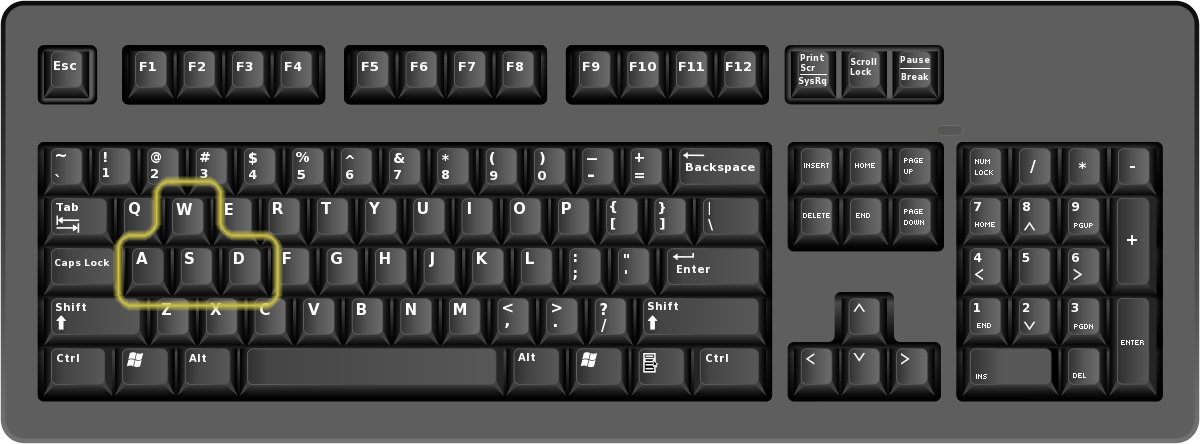 Esc F1 F2 F3 F4 F5 F6 F7 F8 F9 F10 F11 F12 Print Scr SysRq Scroll Lock Pause Break
~ ! @ # $ % ^ & * ( ) — +
` 1 2 3 4 5 6 7 8 9 0 - = Backspace
INSERT HOME PAGE UP
NUM LOCK / * -
Tab Q W E R T Y U I O P { [ } ] | \
DELETE END PAGE DOWN
7 HOME 8 ^ 9 PGUP +
Caps Lock A S D F G H J K L : ; " ' Enter
4 < 5 6 >
Shift Z X C V B N M < , > . ? / Shift
^
1 END 2 3 PGDN ENTER
Ctrl Alt Alt Ctrl
< >
INS DEL